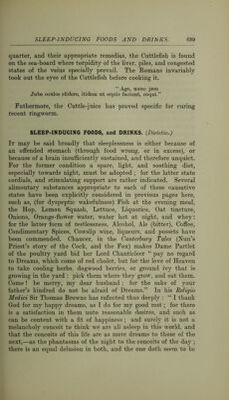 SLEEP-INDUCING FOODS AND DRINKS. 639
quarter, and their appropriate remedies, the Cuttlefish is found
on the sea-board where torpidity of the liver, piles, and congested
states of the veins specially prevail. The Romans invariably
took out the eyes of the Cuttlefish before cooking it.
"Age, nunc jam
Jube oculos elidere, itidem ut sepiis faciunt, coqui."
Fathermore, the Cuttle-juice has proved specific for curing
recent ringworm.
SLEEP-INDUCING FOODS, and DRINKS. (Dietetic.)
It may be said broadly that sleeplessness is either because of
an offended stomach (through food wrong, or in excess), or
because of a brain insufficiently sustained, and therefore unquiet.
For the former condition a spare, light, and soothing diet,
especially towards night, must be adopted; for the latter state
cordials, and stimulating support are rather indicated. Several
alimentary substances appropriate to each of these causative
states have been explicitly considered in previous pages here,
such as, (for dyspeptic wakefulness) Fish at the evening meal,
the Hop, Lemon Squash, Lettuce, Liquorice, Oat tincture,
Onions, Orange-flower water, water hot at night, and whey:
for the latter form of restlessness, Alcohol, Ale (bitter), Coffee,
Condimentary Spices, Cowslip wine, liqueurs, and possets have
been commended. Chaucer, in the Canterbury Tales (Nun's
Priest's story of the Cock, and the Fox) makes Dame Partlet
of the poultry yard bid her Lord Chanticleer "pay no regard
to Dreams, which come of red choler, but for the love of Heaven
to take cooling herbs, dogwood berries, or ground ivy that is
growing in the yard: pick them where they grow, and eat them.
Come! be merry, my dear husband; for the sake of your
father's kindred do not be afraid of Dreams." In his Religio
Medici Sir Thomas Browne has reflected thus deeply: "I thank
God for my happy dreams, as I do for my good rest; for there
is a satisfaction in them unto reasonable desires, and such as
can be content with a fit of happiness; and surely it is not a
melancholy conceit to think we are all asleep in this world, and
that the conceits of this life are as mere dreams to those of the
next,—as the phantasms of the night to the conceits of the day;
there is an equal delusion in both, and the one doth seem to be